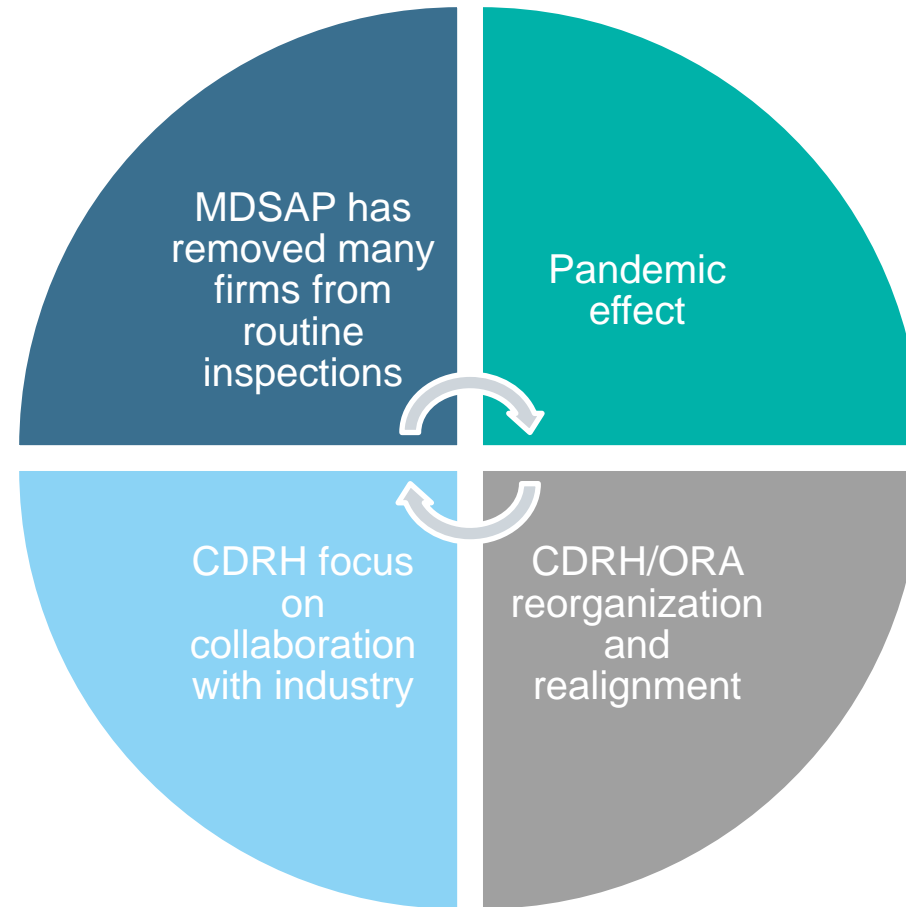 MDSAP has
removed many
firms from
routine
inspections
Pandemic
effect
CDRH focus
on
collaboration
with industry
CDRH/ORA
reorganization
and
realignment